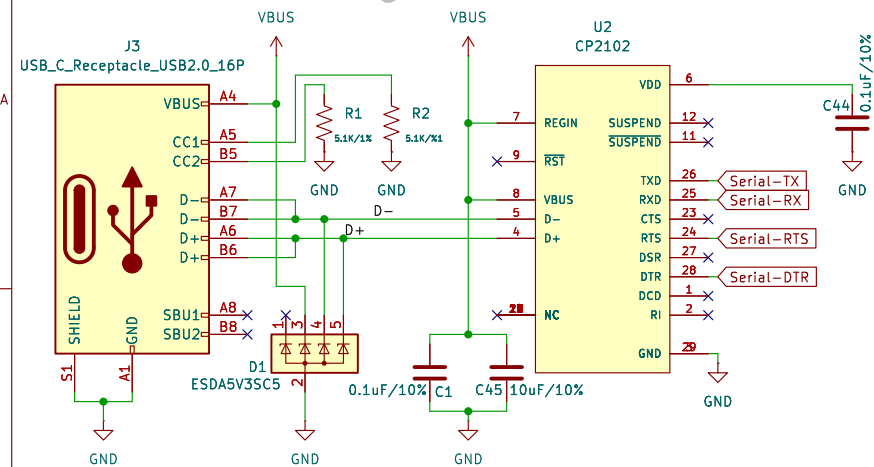 VBUS
VBUS
U2
CP2102
J3
USB_C_Receptacle_USB2.0_16P
A
VBUS
A4
CC1
A5
CC2
B5
D-
A7
D-
B7
D+
A6
D+
B6
SBU1
A8
SBU2
B8
SHIELD
GND
S1
A1
GND
R1
5.1K/1%
GND
R2
5.1K/%1
GND
D-
D+
1
3
4
5
D1
ESDA5V3SC5
2
GND
0.1uF/10%
C1
C45
10uF/10%
GND
7
REGIN
9
RST
8
VBUS
5
D-
4
D+
NC
VDD
6
SUSPEND
12
SUSPEND
11
TXD
26
Serial-TX
RXD
25
Serial-RX
CTS
23
RTS
24
Serial-RTS
DSR
27
DTR
28
Serial-DTR
DCD
1
RI
2
GND
GND
C44
0.1uF/10%
GND